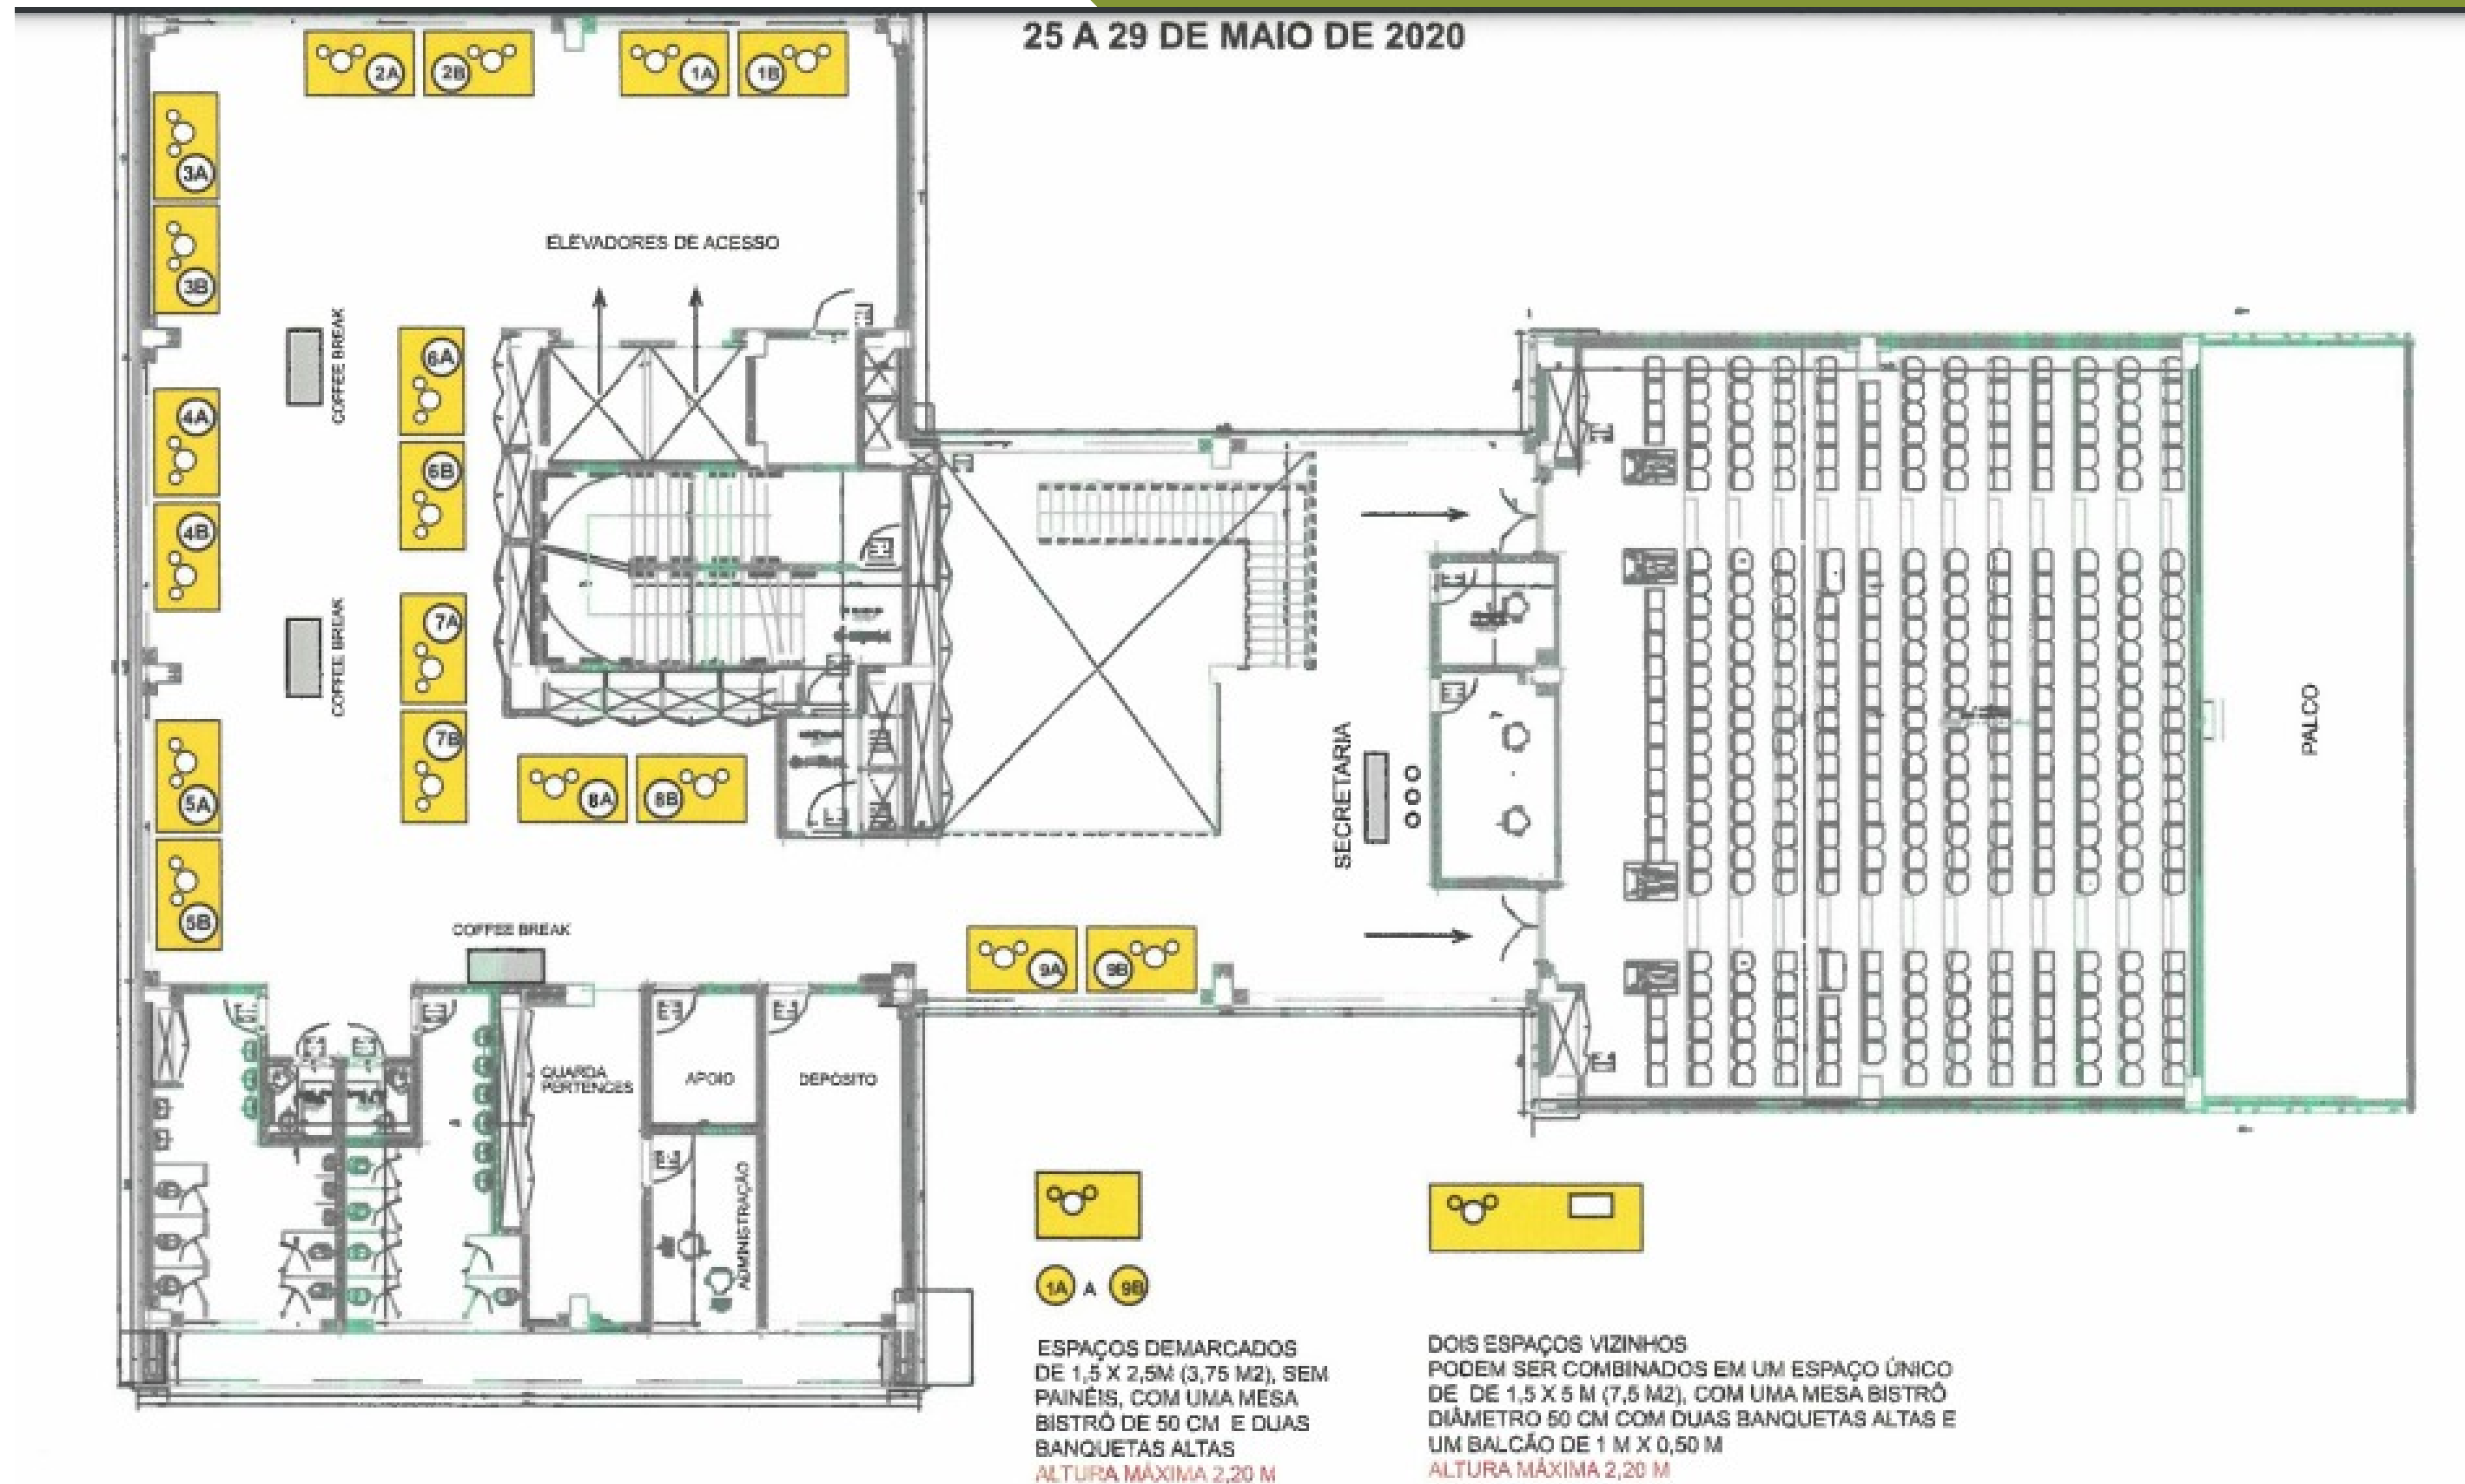 25 A 29 DE MAIO DE 2020
2A
2B
1A
1B
3A
3B
ELEVADORES DE ACESSO
COFFEE BREAK
6A
4A
6B
4B
COFFEE BREAK
7A
7B
5A
8A
8B
5B
SECRETARIA
PALCO
COFFEE BREAK
9A
9B
GUARDA
PERTENCES
APOIO
DEPOSITO
ADMINISTRAÇÃO
1A A 9B
ESPAÇOS DEMARCADOS
DE 1,5 X 2,5M (3,75 M2), SEM
PAINÉIS, COM UMA MESA
BISTRÔ DE 50 CM E DUAS
BANQUETAS ALTAS
ALTURA MÁXIMA 2,20 M
DOIS ESPAÇOS VIZINHOS
PODEM SER COMBINADOS EM UM ESPAÇO ÚNICO
DE DE 1,5 X 5 M (7,5 M2), COM UMA MESA BISTRÔ
DIÂMETRO 50 CM COM DUAS BANQUETAS ALTAS E
UM BALCÃO DE 1 M X 0,50 M
ALTURA MÁXIMA 2,20 M